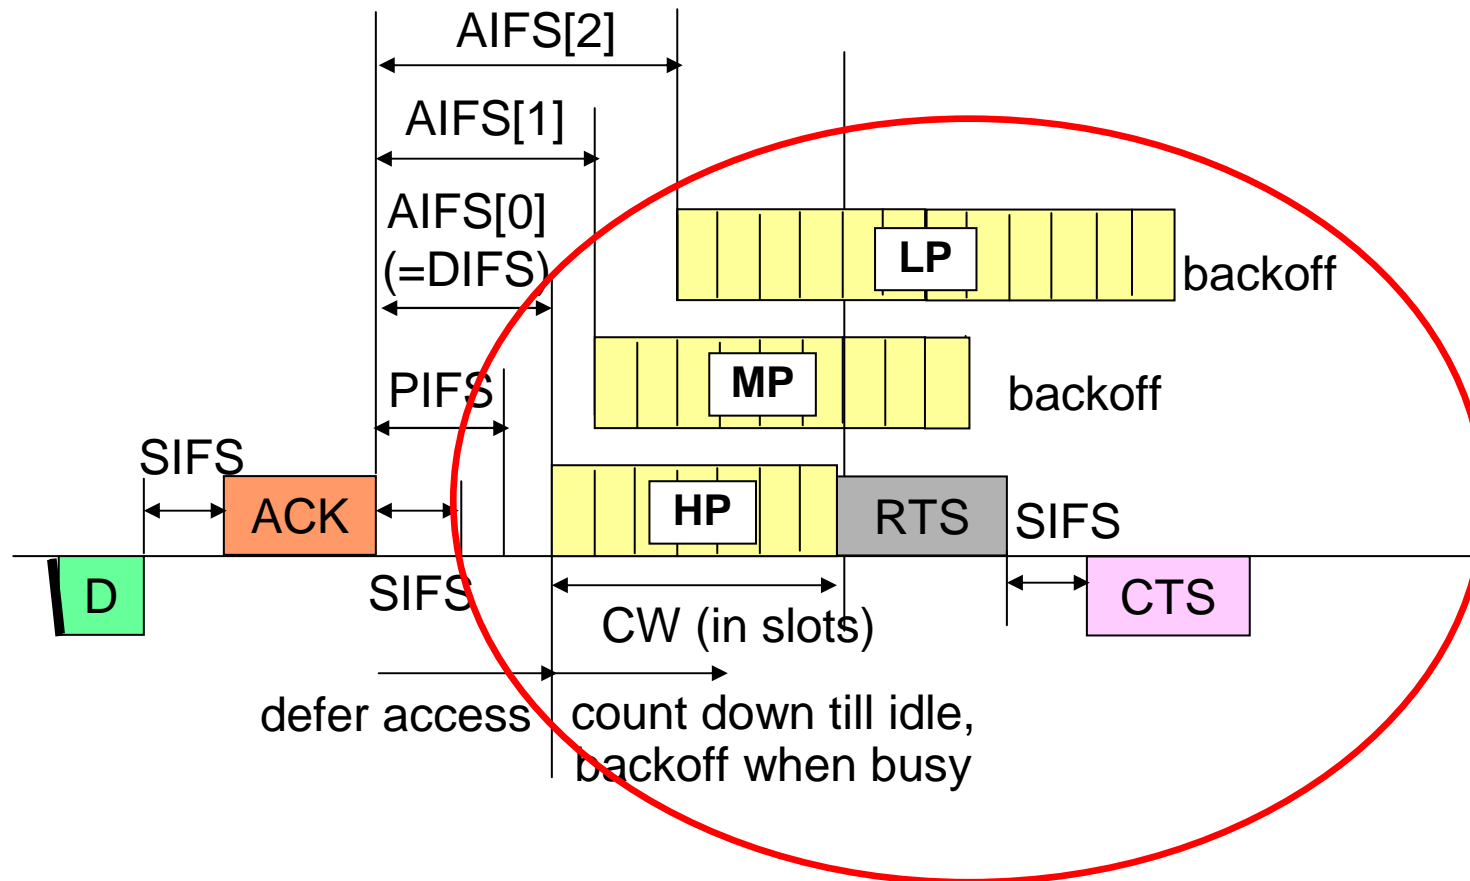 AIFS[2]
AIFS[1]
AIFS[0]
(=DIFS)
LP
backoff
PIFS
MP
backoff
SIFS
ACK
HP
RTS
SIFS
D
SIFS
CTS
CW (in slots)
defer access
count down till idle,
backoff when busy